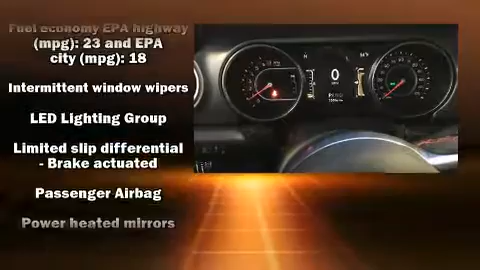 Fuel economy EPA highway
(mpg): 23 and EPA
city (mpg): 18
Intermittent window wipers
LED Lighting Group
Limited slip differential
- Brake actuated
Passenger Airbag
Power heated mirrors
0